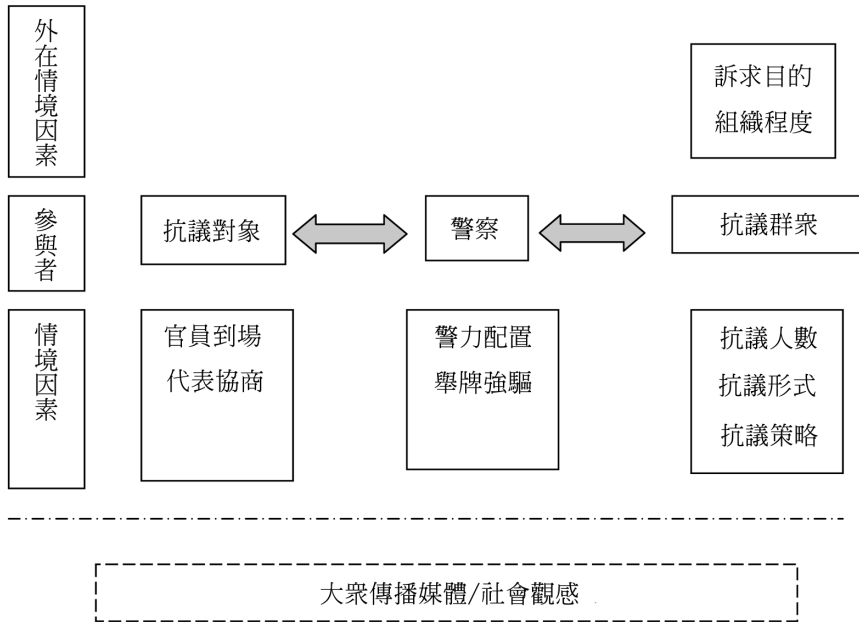 外在情境因素
訴求目的
組織程度
參與者
抗議對象
警察
抗議群衆
情境因素
官員到場
代表協商
警力配置
舉牌強驅
抗議人數
抗議形式
抗議策略
大衆傳播媒體/社會觀感